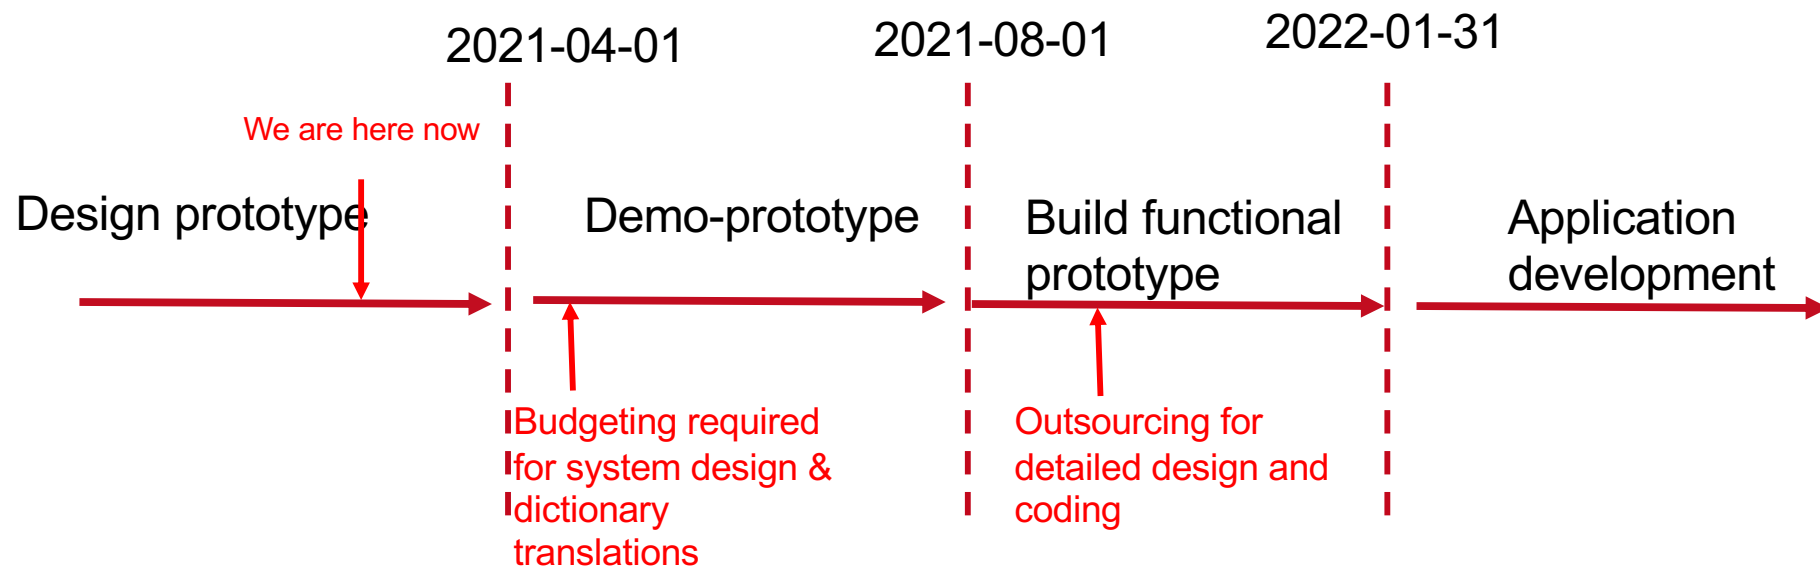 2021-04-01
2021-08-01
2022-01-31
We are here now
Design prototype
Demo-prototype
Build functional
prototype
Application
development
Budgeting required
for system design &
dictionary
translations
Outsourcing for
detailed design and
coding